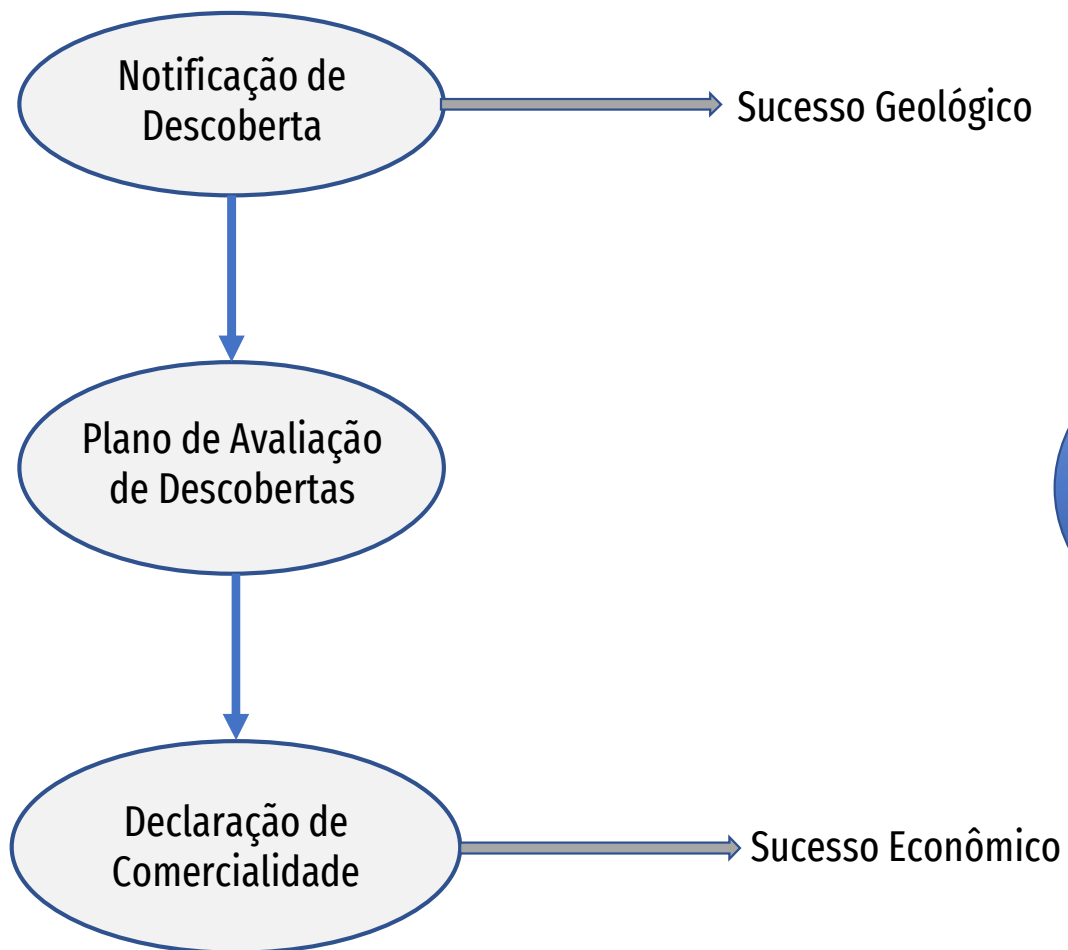 Notificação de
Descoberta
Sucesso Geológico
Plano de Avaliação
de Descobertas
Declaração de
Comercialidade
Sucesso Econômico